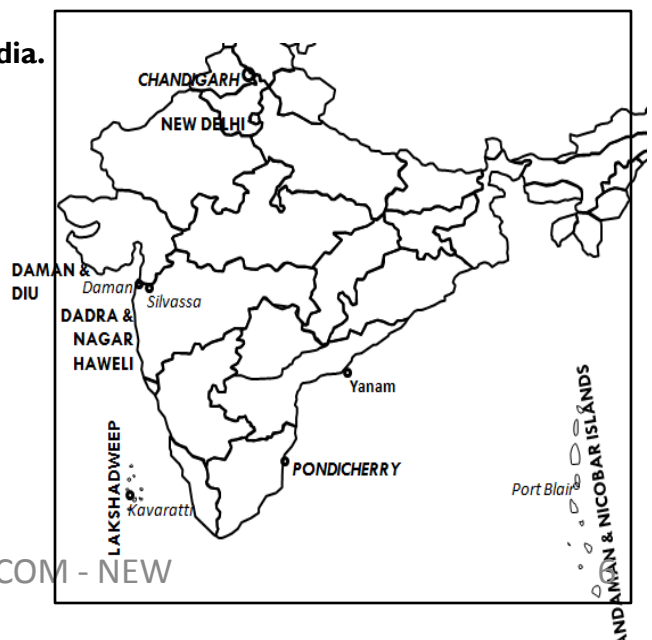 dia.
CHANDIGARH
NEW DELHI
DAMAN &
DIU
Daman
Silvassa
DADRA &
NAGAR
HAWELI
Yanam
LAKSHADWEEP
Kavaratti
PONDICHERRY
Port Blair
ANDAMAN & NICOBAR ISLANDS
COM - NEW
6